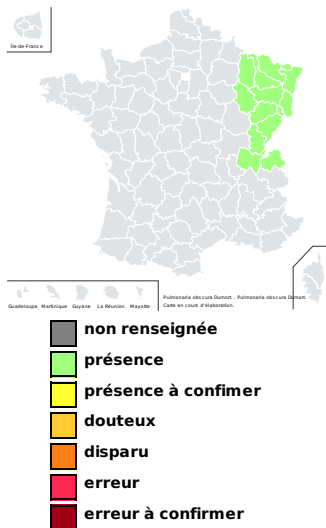 Île-de-France
Guadeloupe Martinique Guyane La Réunion Mayotte
Pulmonaria obscura Dumort. , Pulmonaria obscura Dumort.
Carte en cours d'élaboration.
non renseignée
présence
présence à confimer
douteux
disparu
erreur
erreur à confirmer